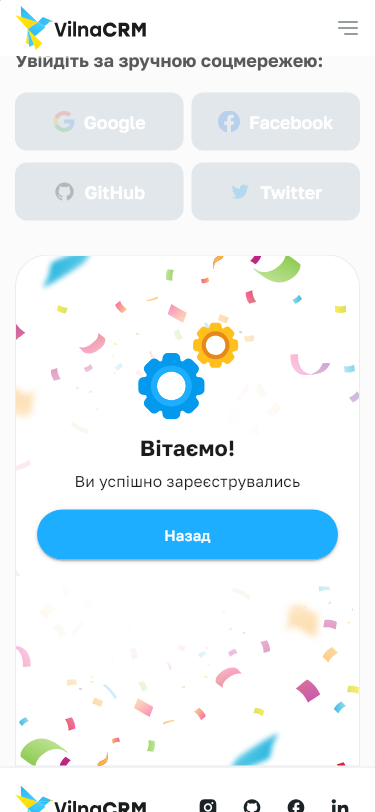 VilnaCRM
Увійдіть за зручною соцмережею:
Google
Facebook
GitHub
Twitter
Вітаємо!
Ви успішно зареєструвались
Назад
VilnaCRM